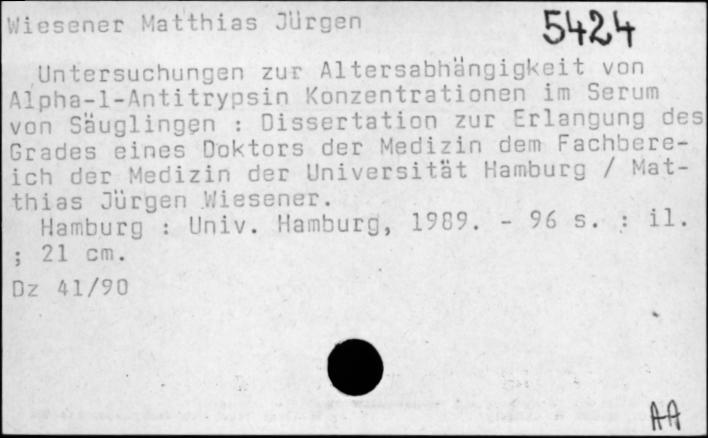 Wiesener Matthias Jürgen
5424
Untersuchungen zur Altersabhängigkeit von
Alpha-1-Antitrypsin Konzentrationen im Serum
von Säuglingen : Dissertation zur Erlangung des
Grades eines Doktors der Medizin dem Fachbere-
ich der Medizin der Universität Hamburg / Mat-
thias Jürgen Wiesener.
Hamburg : Univ. Hamburg, 1989. - 96 s. : il.
; 21 cm.
Dz 41/90
AA